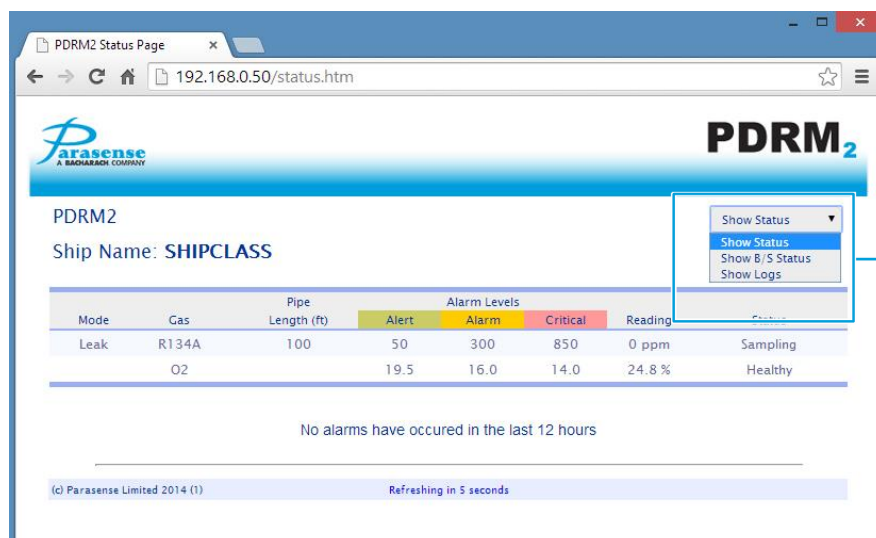 PDRM2 Status Page
192.168.0.50/status.htm
Parasense
A BACHARACH COMPANY
PDRM2
PDRM2
Show Status
Ship Name: SHIPCLASS
Show Status
Show B/S Status
Show Logs
Pipe Alarm Levels
Mode Gas Length (ft) Alert Alarm Critical Reading Status
Leak R134A 100 50 300 850 0 ppm Sampling
O2 19.5 16.0 14.0 24.8 % Healthy
No alarms have occured in the last 12 hours
(c) Parasense Limited 2014 (1) Refreshing in 5 seconds